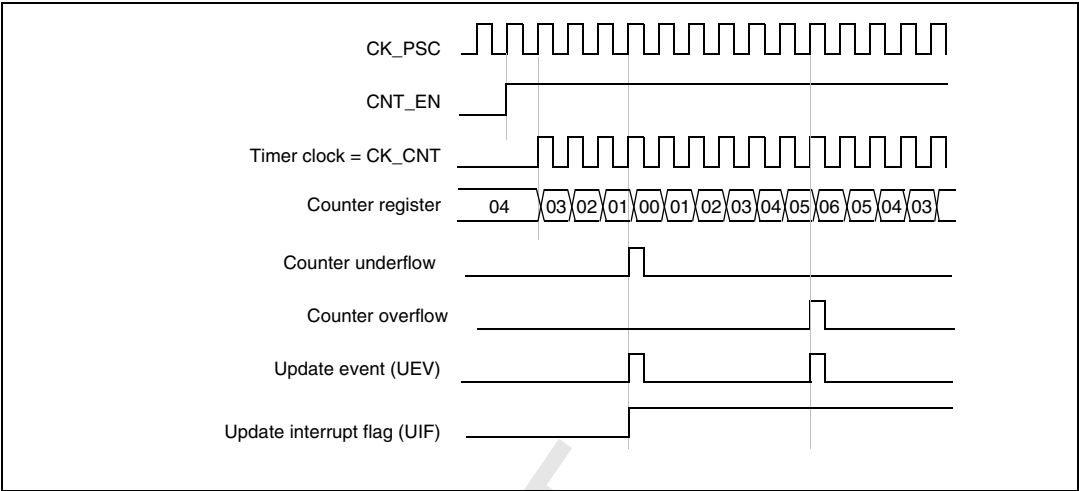 CK_PSC
CNT_EN
Timer clock = CK_CNT
Counter register 04 03 02 01 00 01 02 03 04 05 06 05 04 03
Counter underflow
Counter overflow
Update event (UEV)
Update interrupt flag (UIF)